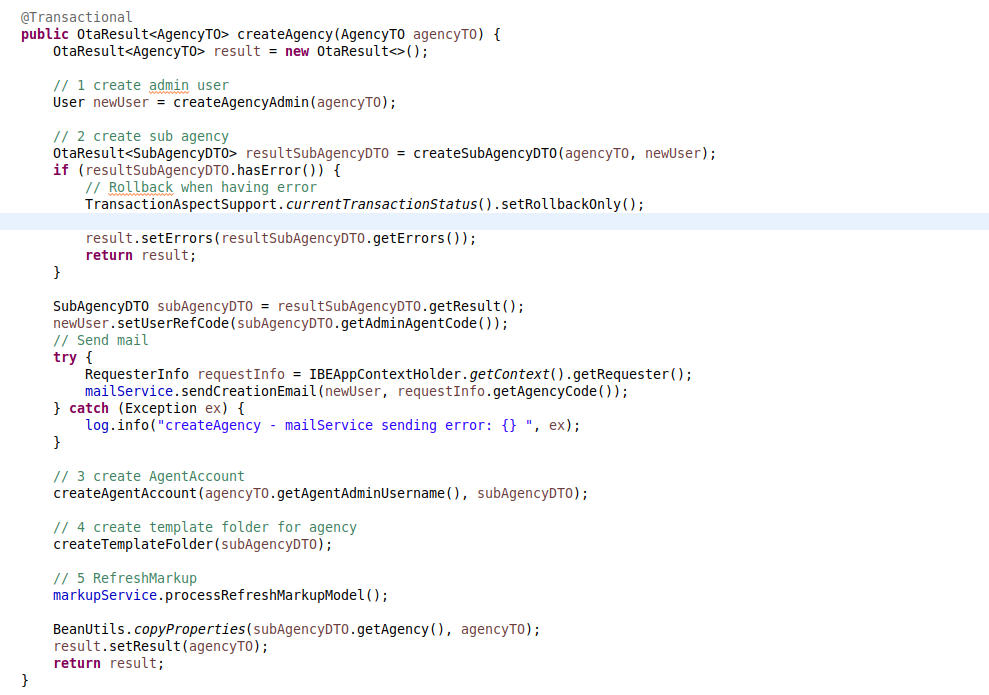 @Transactional
public OtaResult<AgencyTO> createAgency(AgencyTO agencyTO) {
    OtaResult<AgencyTO> result = new OtaResult<>();

    // 1 create admin user
    User newUser = createAgencyAdmin(agencyTO);

    // 2 create sub agency
    OtaResult<SubAgencyDTO> resultSubAgencyDTO = createSubAgencyDTO(agencyTO, newUser);
    if (resultSubAgencyDTO.hasError()) {
        // Rollback when having error
        TransactionAspectSupport.currentTransactionStatus().setRollbackOnly();

        result.setErrors(resultSubAgencyDTO.getErrors());
        return result;
    }

    SubAgencyDTO subAgencyDTO = resultSubAgencyDTO.getResult();
    newUser.setUserRefCode(subAgencyDTO.getAdminAgentCode());
    // Send mail
    try {
        RequesterInfo requestInfo = IBEAppContextHolder.getContext().getRequester();
        mailService.sendCreationEmail(newUser, requestInfo.getAgencyCode());
    } catch (Exception ex) {
        log.info("createAgency - mailService sending error: {} ", ex);
    }

    // 3 create AgentAccount
    createAgentAccount(agencyTO.getAgentAdminUsername(), subAgencyDTO);

    // 4 create template folder for agency
    createTemplateFolder(subAgencyDTO);

    // 5 RefreshMarkup
    markupService.processRefreshMarkupModel();

    BeanUtils.copyProperties(subAgencyDTO.getAgency(), agencyTO);
    result.setResult(agencyTO);
    return result;
}